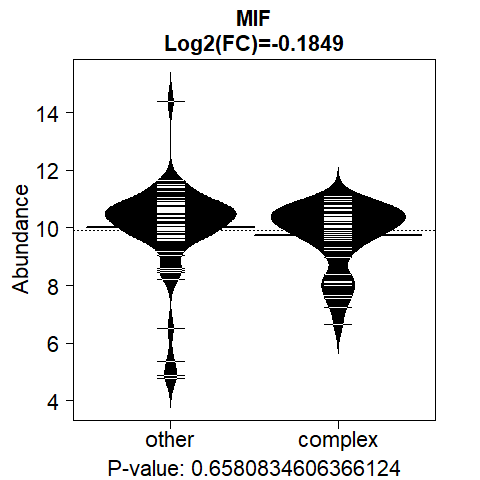 MIF
Log2(FC)=-0.1849
Abundance
14
12
10
8
6
4
other complex
P-value: 0.6580834606366124